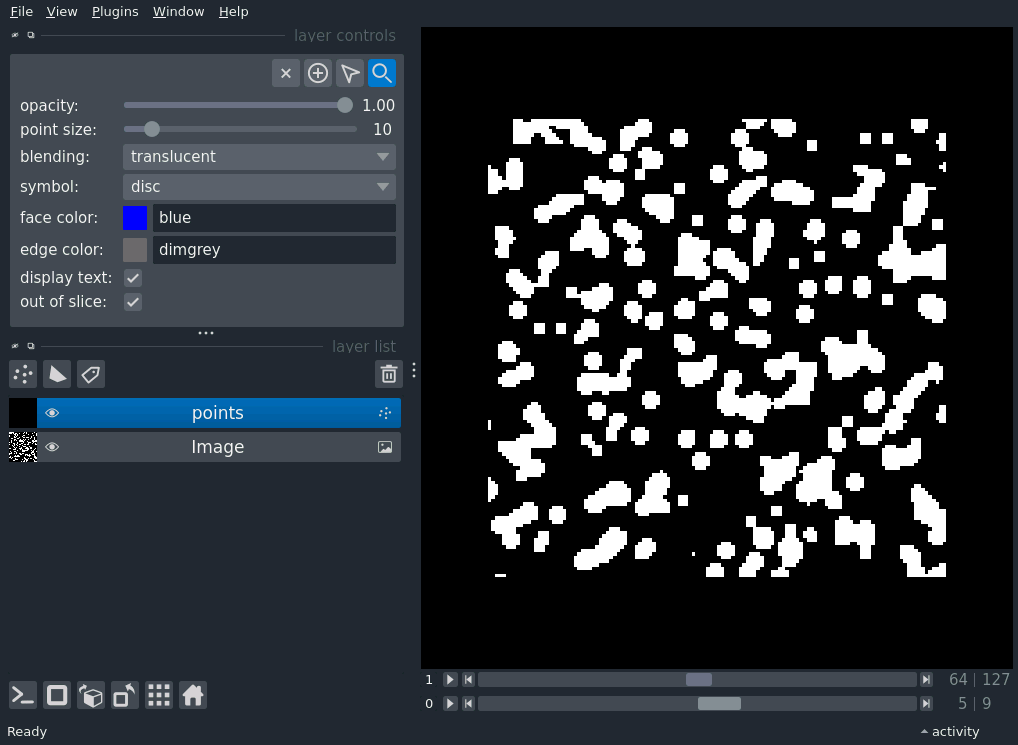 File View Plugins Window Help
layer controls
opacity: 1.00
point size: 10
blending: translucent
symbol: disc
face color: blue
edge color: dimgrey
display text:
out of slice:
layer list
points
Image
1 64 | 127
0 5 | 9
Ready activity